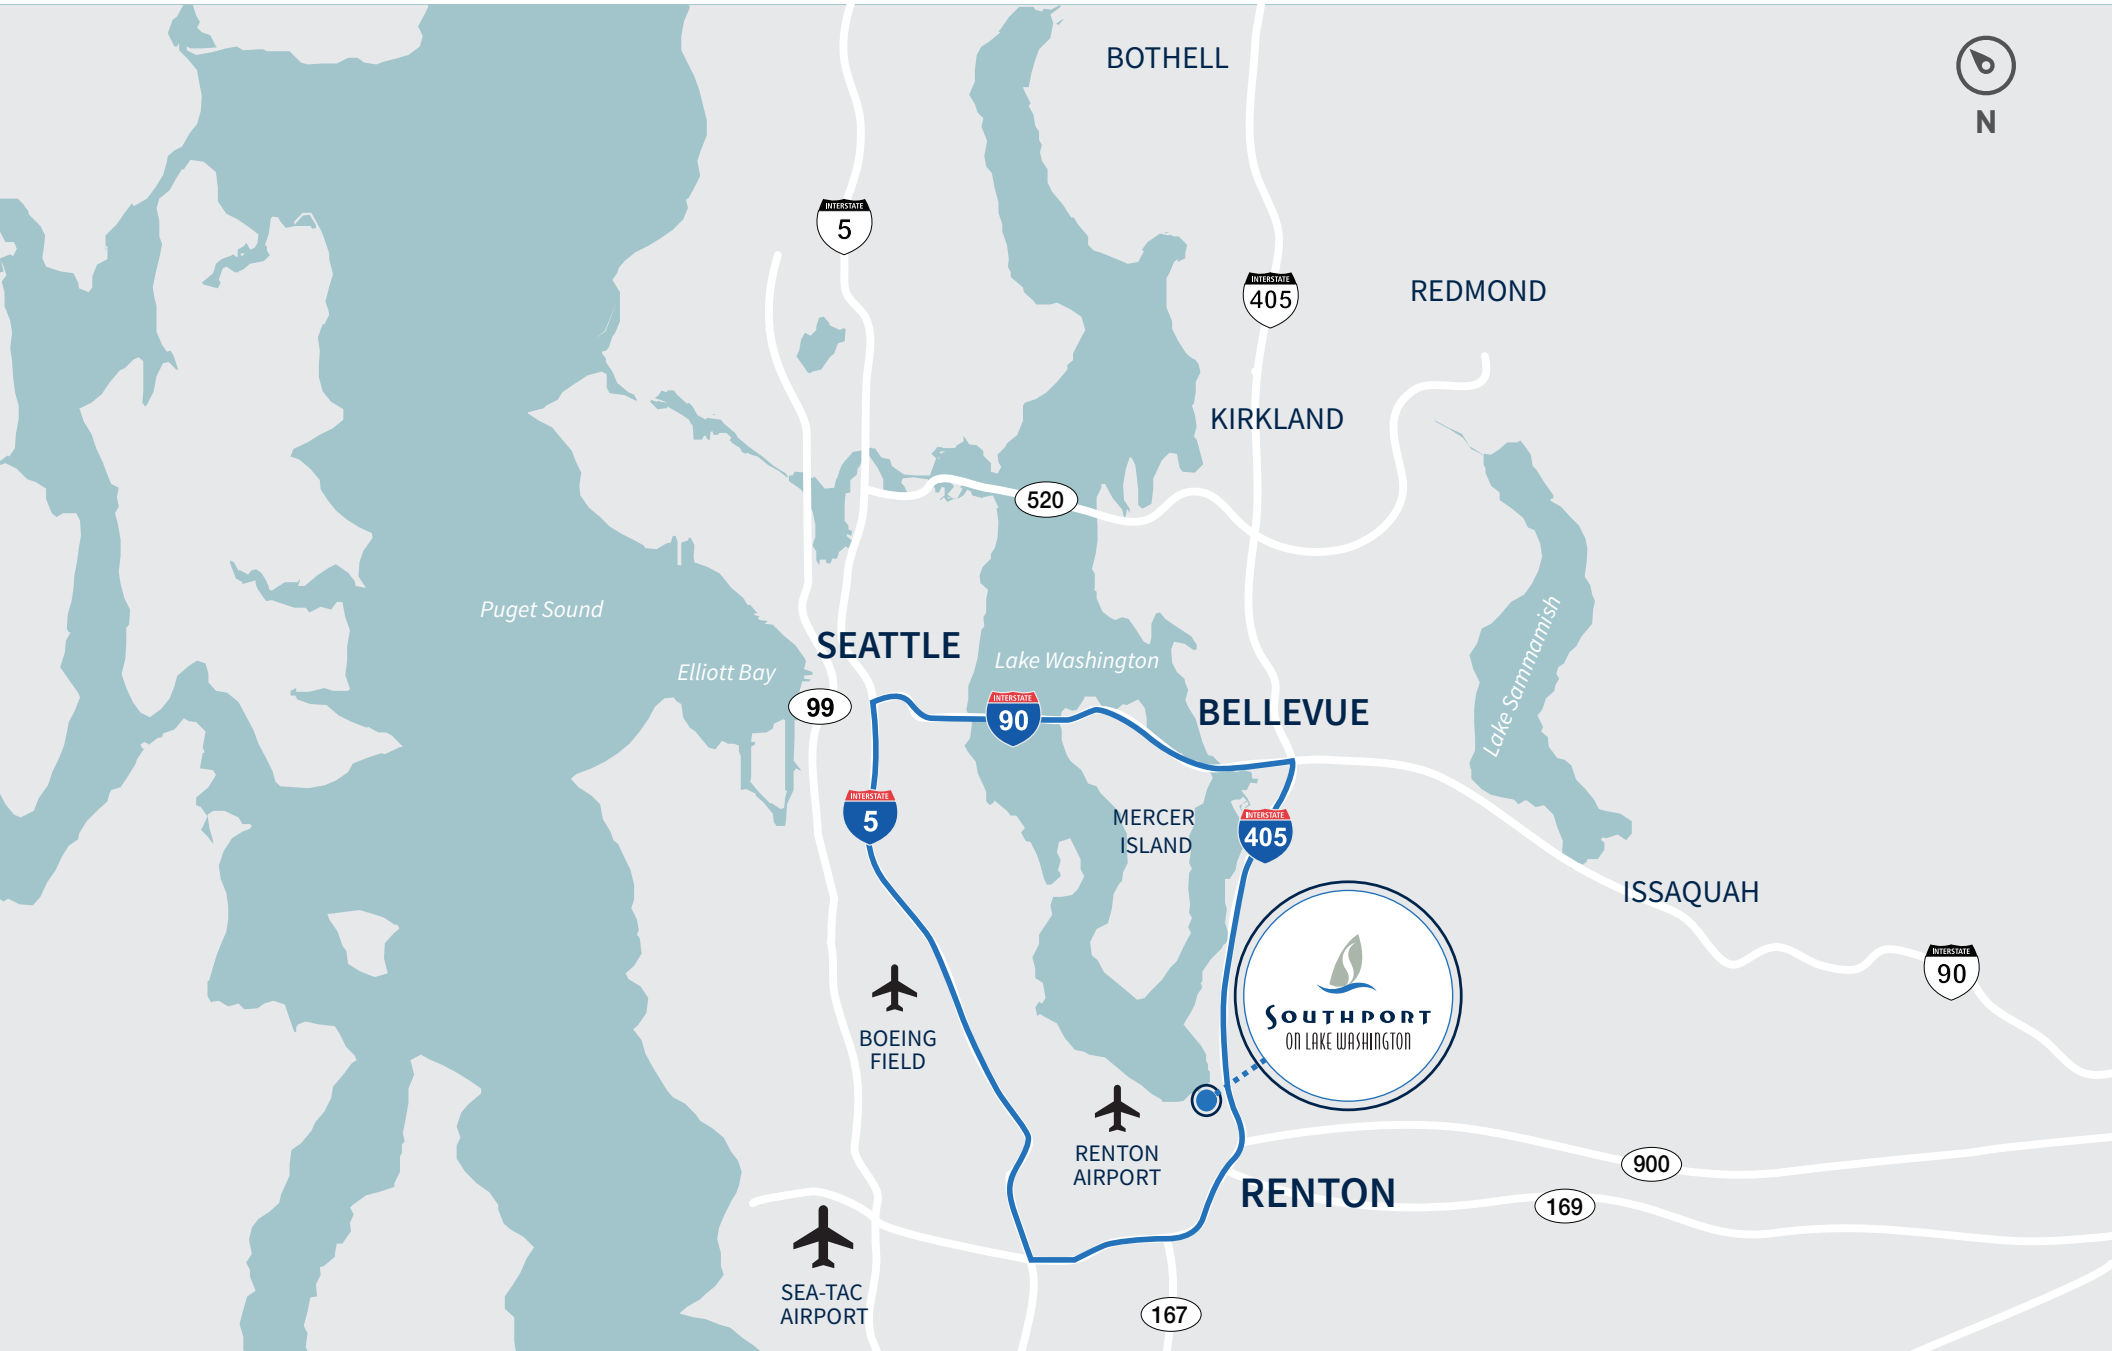 BOTHELL
N
INTERSTATE
5
INTERSTATE
405
REDMOND
KIRKLAND
520
Puget Sound
SEATTLE
Lake Washington
Elliott Bay
Lake Sammamish
99
INTERSTATE
90
BELLEVUE
INTERSTATE
5
MERCER
ISLAND
INTERSTATE
405
ISSAQUAH
INTERSTATE
90
SOUTHPORT
ON LAKE WASHINGTON
BOEING
FIELD
RENTON
AIRPORT
900
RENTON
169
SEA-TAC
AIRPORT
167